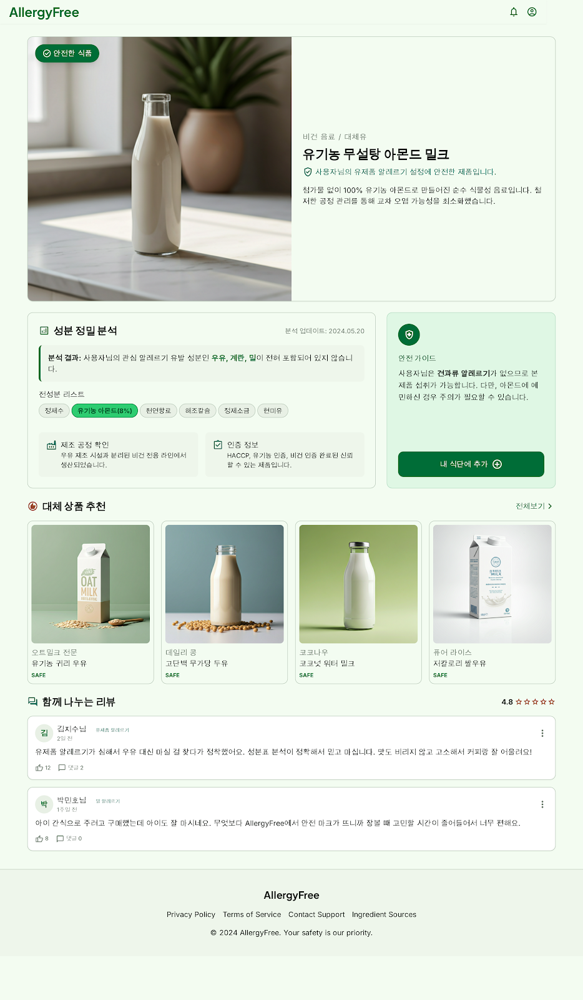 AllergyFree
안전한 식품
비건 음료 / 대체유
유기농 무설탕 아몬드 밀크
사용자님의 유제품 알레르기 설정에 안전한 제품입니다.
첨가물 없이 100% 유기농 아몬드로 만들어진 순수 식물성 음료입니다. 철
저한 공정 관리를 통해 교차 오염 가능성을 최소화했습니다.
성분 정밀 분석
분석 업데이트: 2024.05.20
분석 결과: 사용자님의 관심 알레르기 유발 성분인 우유, 계란, 밀이 전혀 포함되어 있지 않습니
다.
전성분 리스트
정제수
유기농 아몬드(8%)
천연향료
해조칼슘
정제소금
현미유
제조 공정 확인
우유 제조 시설과 분리된 비건 전용 라인에서
생산되었습니다.
인증 정보
HACCP, 유기농 인증, 비건 인증 완료된 신뢰
할 수 있는 제품입니다.
안전 가이드
사용자님은 견과류 알레르기가 없으므로 본
제품 섭취가 가능합니다. 다만, 아몬드에 예
민하신 경우 주의가 필요할 수 있습니다.
내 식단에 추가
대체 상품 추천
전체보기
OAT
MILK
오트밀크 전문
유기농 귀리 우유
SAFE
데일리 콩
고단백 무가당 두유
SAFE
코코나우
코코넛 워터 밀크
SAFE
퓨어 라이스
저칼로리 쌀우유
SAFE
함께 나누는 리뷰
4.8
김
김지수님
유제품 알레르기
2일 전
유제품 알레르기가 심해서 우유 대신 마실 걸 찾다가 정착했어요. 성분표 분석이 정확해서 믿고 마십니다. 맛도 비리지 않고 고소해서 커피랑 잘 어울려요!
12
댓글 2
박
박민호님
밀 알레르기
1주일 전
아이 간식으로 주려고 구매했는데 아이도 잘 마시네요. 무엇보다 AllergyFree에서 안전 마크가 뜨니까 장볼 때 고민할 시간이 줄어들어서 너무 편해요.
8
댓글 0
AllergyFree
Privacy Policy
Terms of Service
Contact Support
Ingredient Sources
© 2024 AllergyFree. Your safety is our priority.